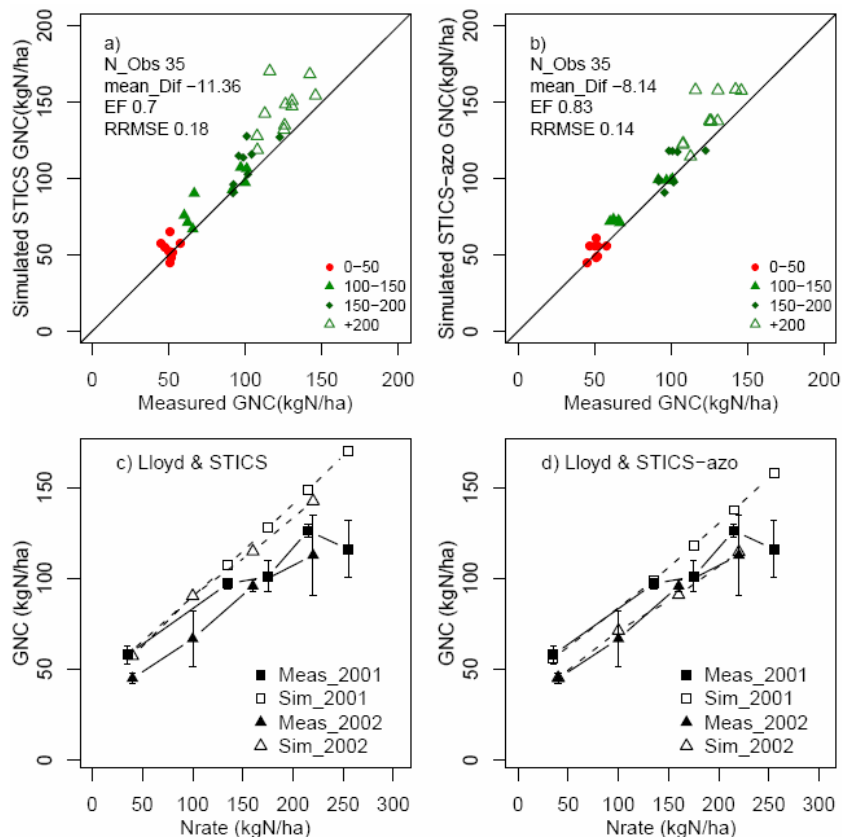 a)
N_Obs 35
mean_Dif −11.36
EF 0.7
RRMSE 0.18
0−50
100−150
150−200
+200
Simulated STICS GNC(kgN/ha)
0 50 100 150 200
0 50 100 150 200
Measured GNC(kgN/ha)
b)
N_Obs 35
mean_Dif −8.14
EF 0.83
RRMSE 0.14
0−50
100−150
150−200
+200
Simulated STICS−azo GNC(kgN/ha)
0 50 100 150 200
0 50 100 150 200
Measured GNC(kgN/ha)
c) Lloyd & STICS
Meas_2001
Sim_2001
Meas_2002
Sim_2002
GNC (kgN/ha)
0 50 100 150
0 50 100 150 200 250 300
Nrate (kgN/ha)
d) Lloyd & STICS−azo
Meas_2001
Sim_2001
Meas_2002
Sim_2002
GNC (kgN/ha)
0 50 100 150
0 50 100 150 200 250 300
Nrate (kgN/ha)